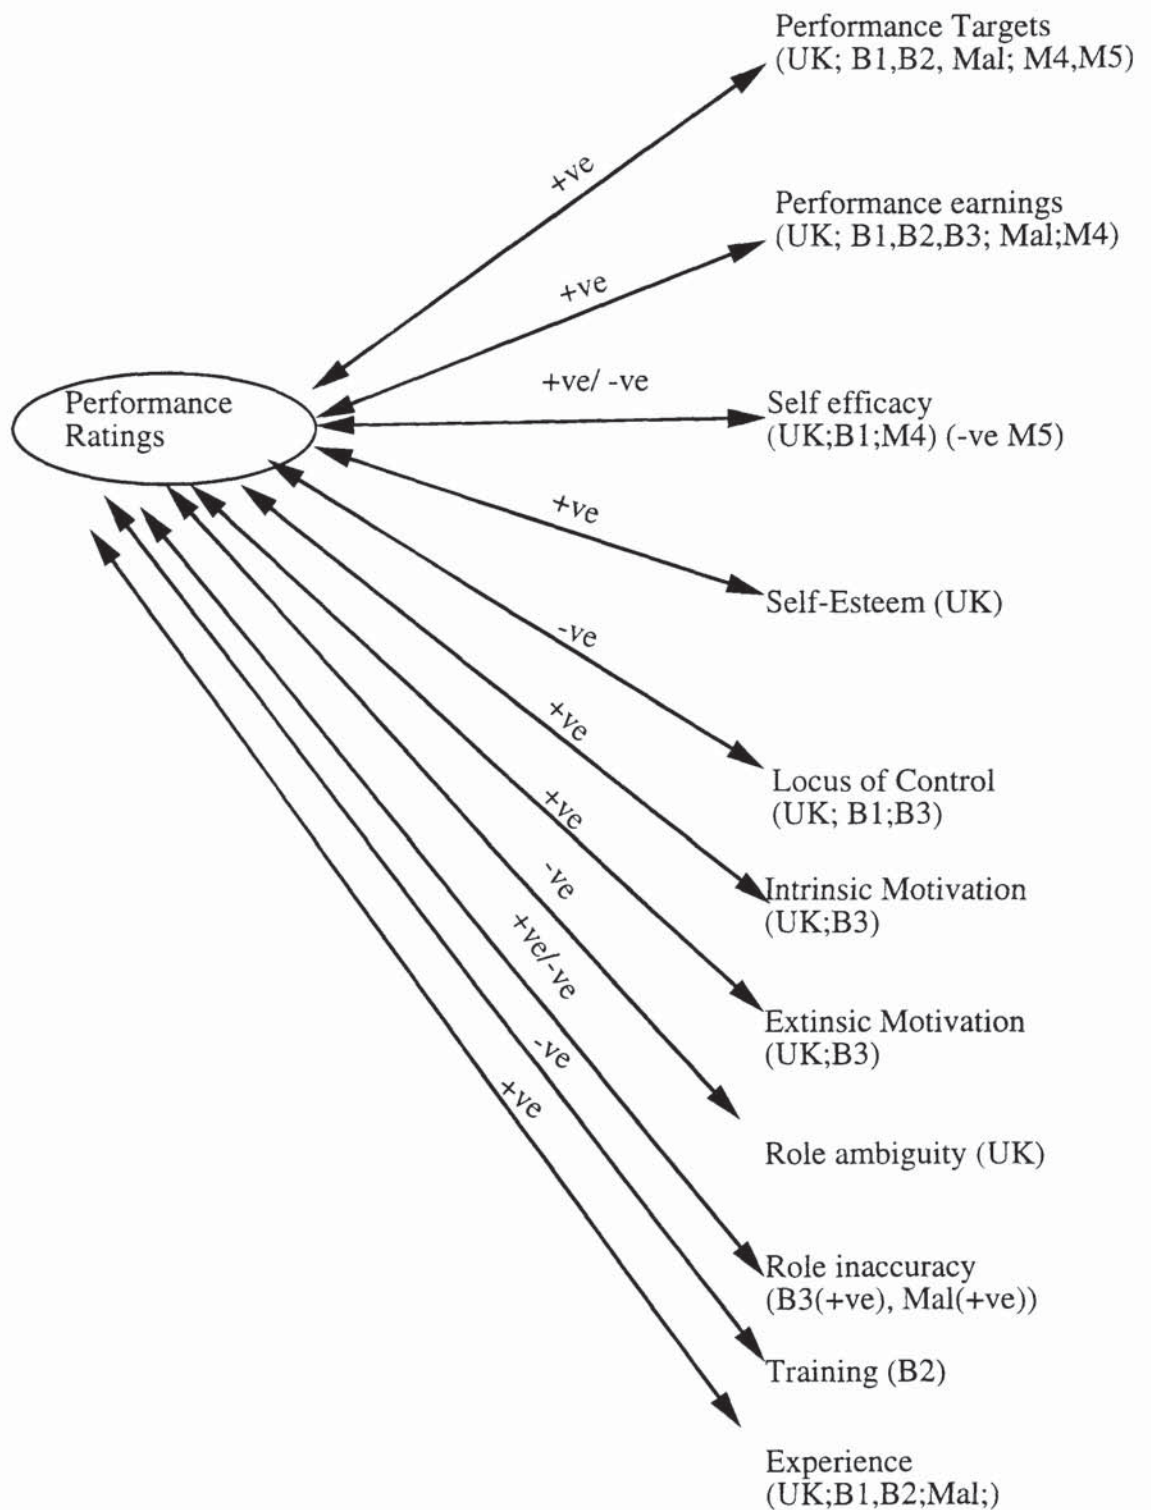 Performance Targets
(UK; B1,B2, Mal; M4,M5)
+ve
Performance earnings
(UK; B1,B2,B3; Mal;M4)
+ve
+ve/ -ve
Performance
Ratings
Self efficacy
(UK;B1;M4) (-ve M5)
+ve
Self-Esteem (UK)
-ve
+ve
Locus of Control
(UK; B1;B3)
+ve
-ve
Intrinsic Motivation
(UK;B3)
+ve/-ve
Extinsic Motivation
(UK;B3)
-ve
+ve
Role ambiguity (UK)
Role inaccuracy
(B3(+ve), Mal(+ve))
Training (B2)
Experience
(UK;B1,B2;Mal;)